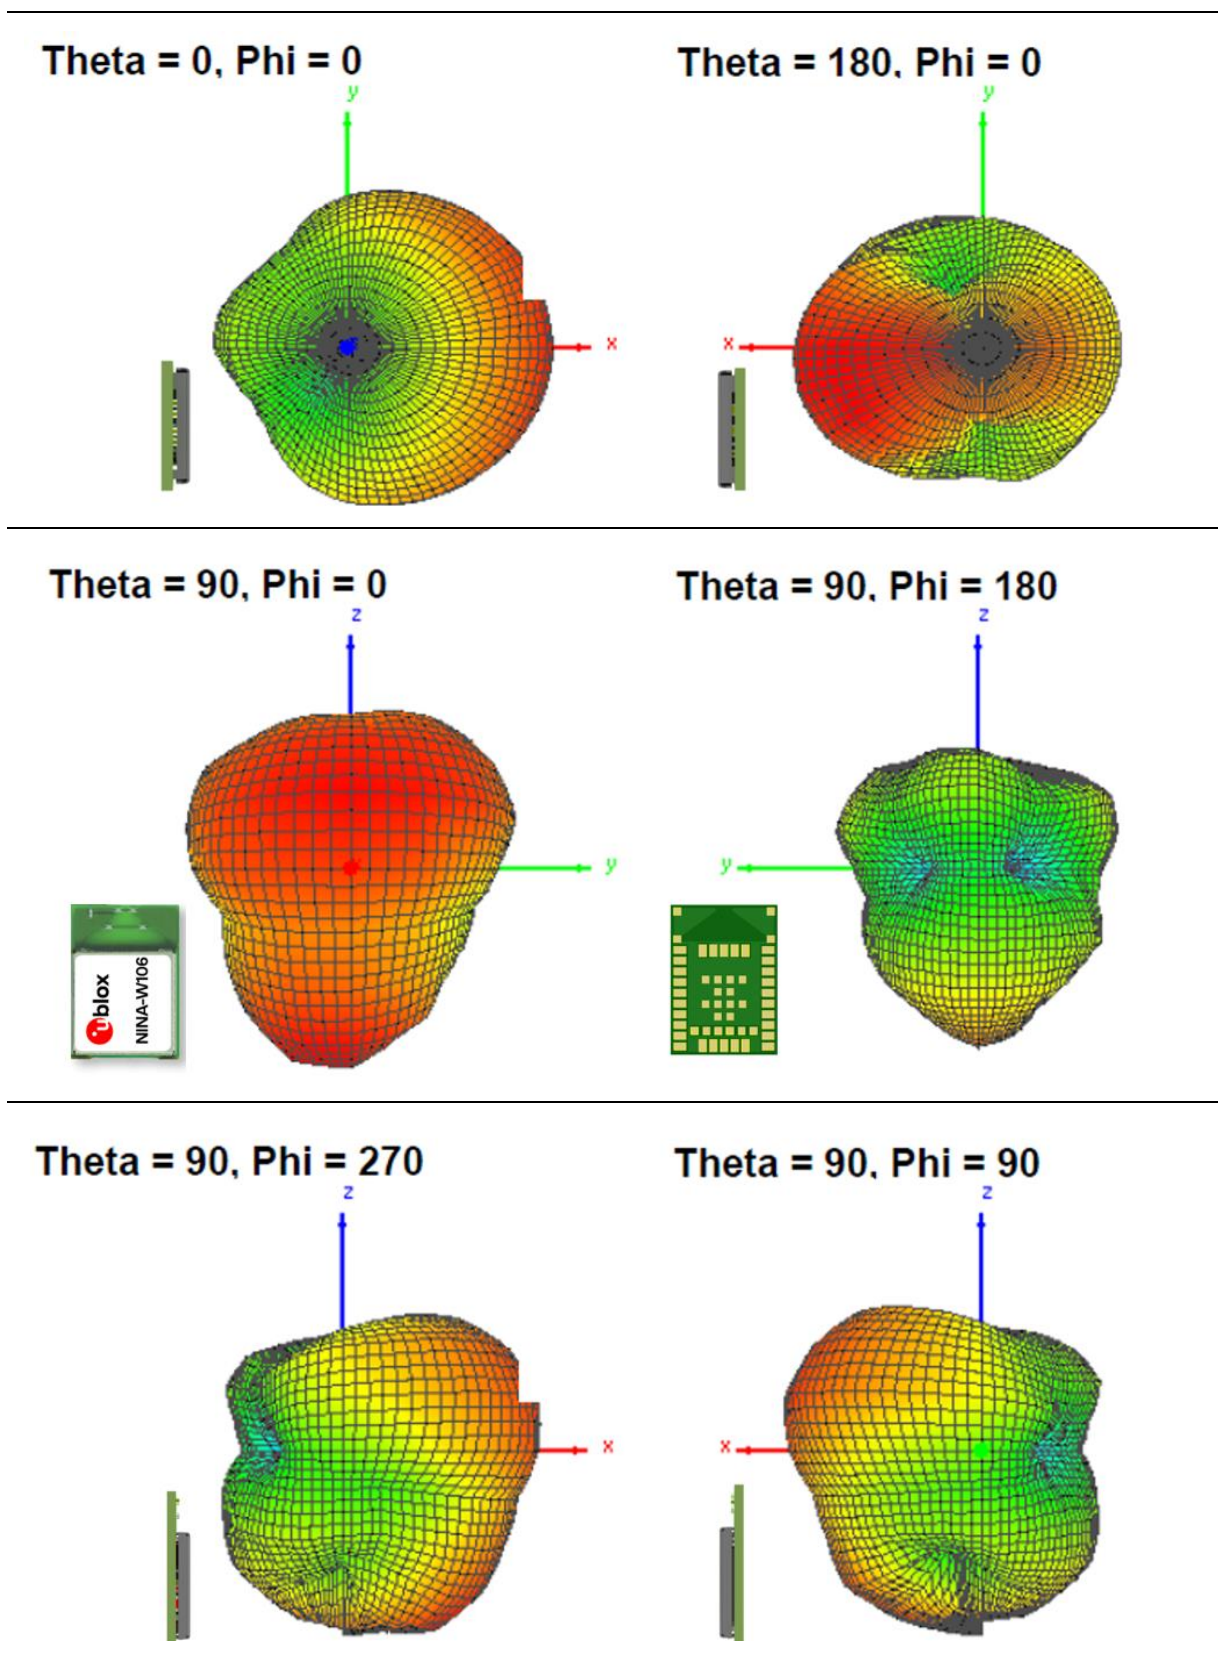 Theta = 0, Phi = 0
Theta = 180, Phi = 0
y
y
x
x
Theta = 90, Phi = 0
Theta = 90, Phi = 180
z
z
y
y
ublox
NINA-W106
Theta = 90, Phi = 270
Theta = 90, Phi = 90
z
z
x
x